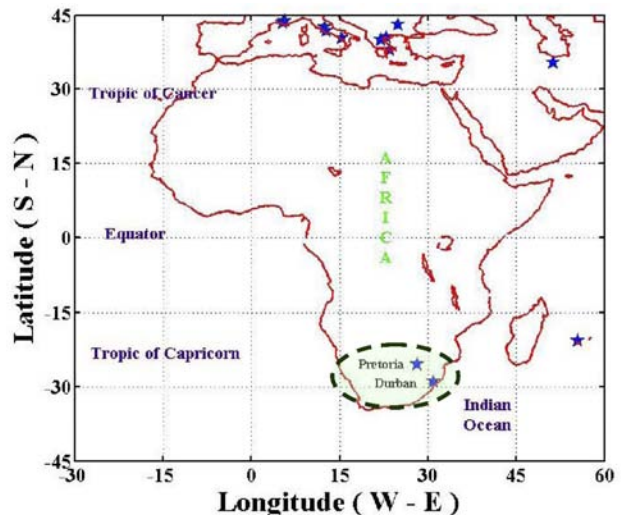 45
30
15
0
-15
-30
-45
Latitude ( S - N )
Tropic of Cancer
A
F
R
I
C
A
Equator
Tropic of Capricorn
Pretoria
Durban
Indian
Ocean
-30
-15
0
15
30
45
60
Longitude ( W - E )